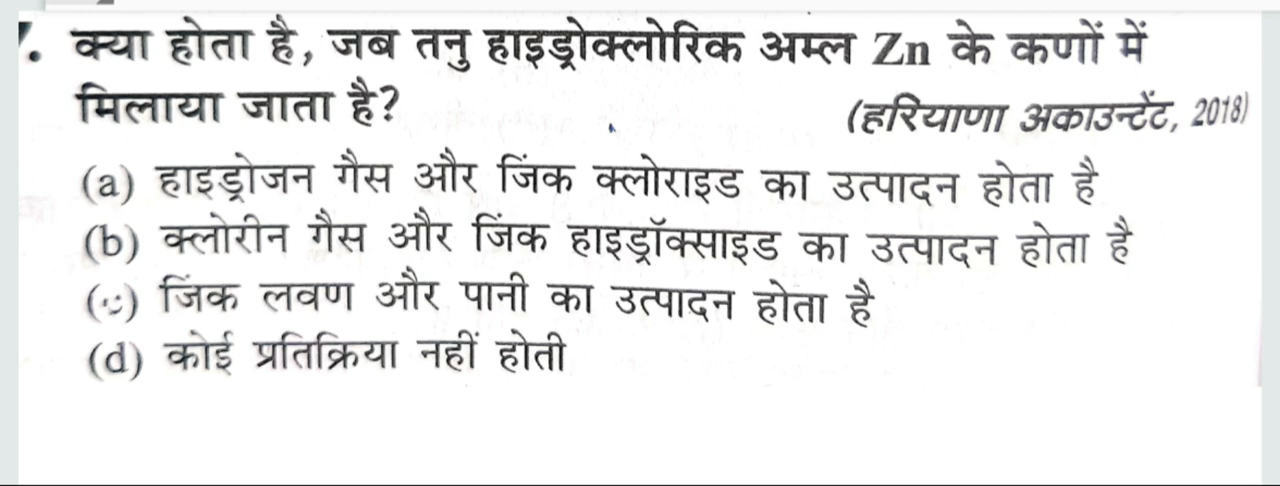 . क्या होता है, जब तनु हाइड्रोक्लोरिक अम्ल Zn के कणों में
मिलाया जाता है? (हरियाणा अकाउन्टेंट, 2018)
(a) हाइड्रोजन गैस और जिंक क्लोराइड का उत्पादन होता है
(b) क्लोरीन गैस और जिंक हाइड्रॉक्साइड का उत्पादन होता है
(c) जिंक लवण और पानी का उत्पादन होता है
(d) कोई प्रतिक्रिया नहीं होती